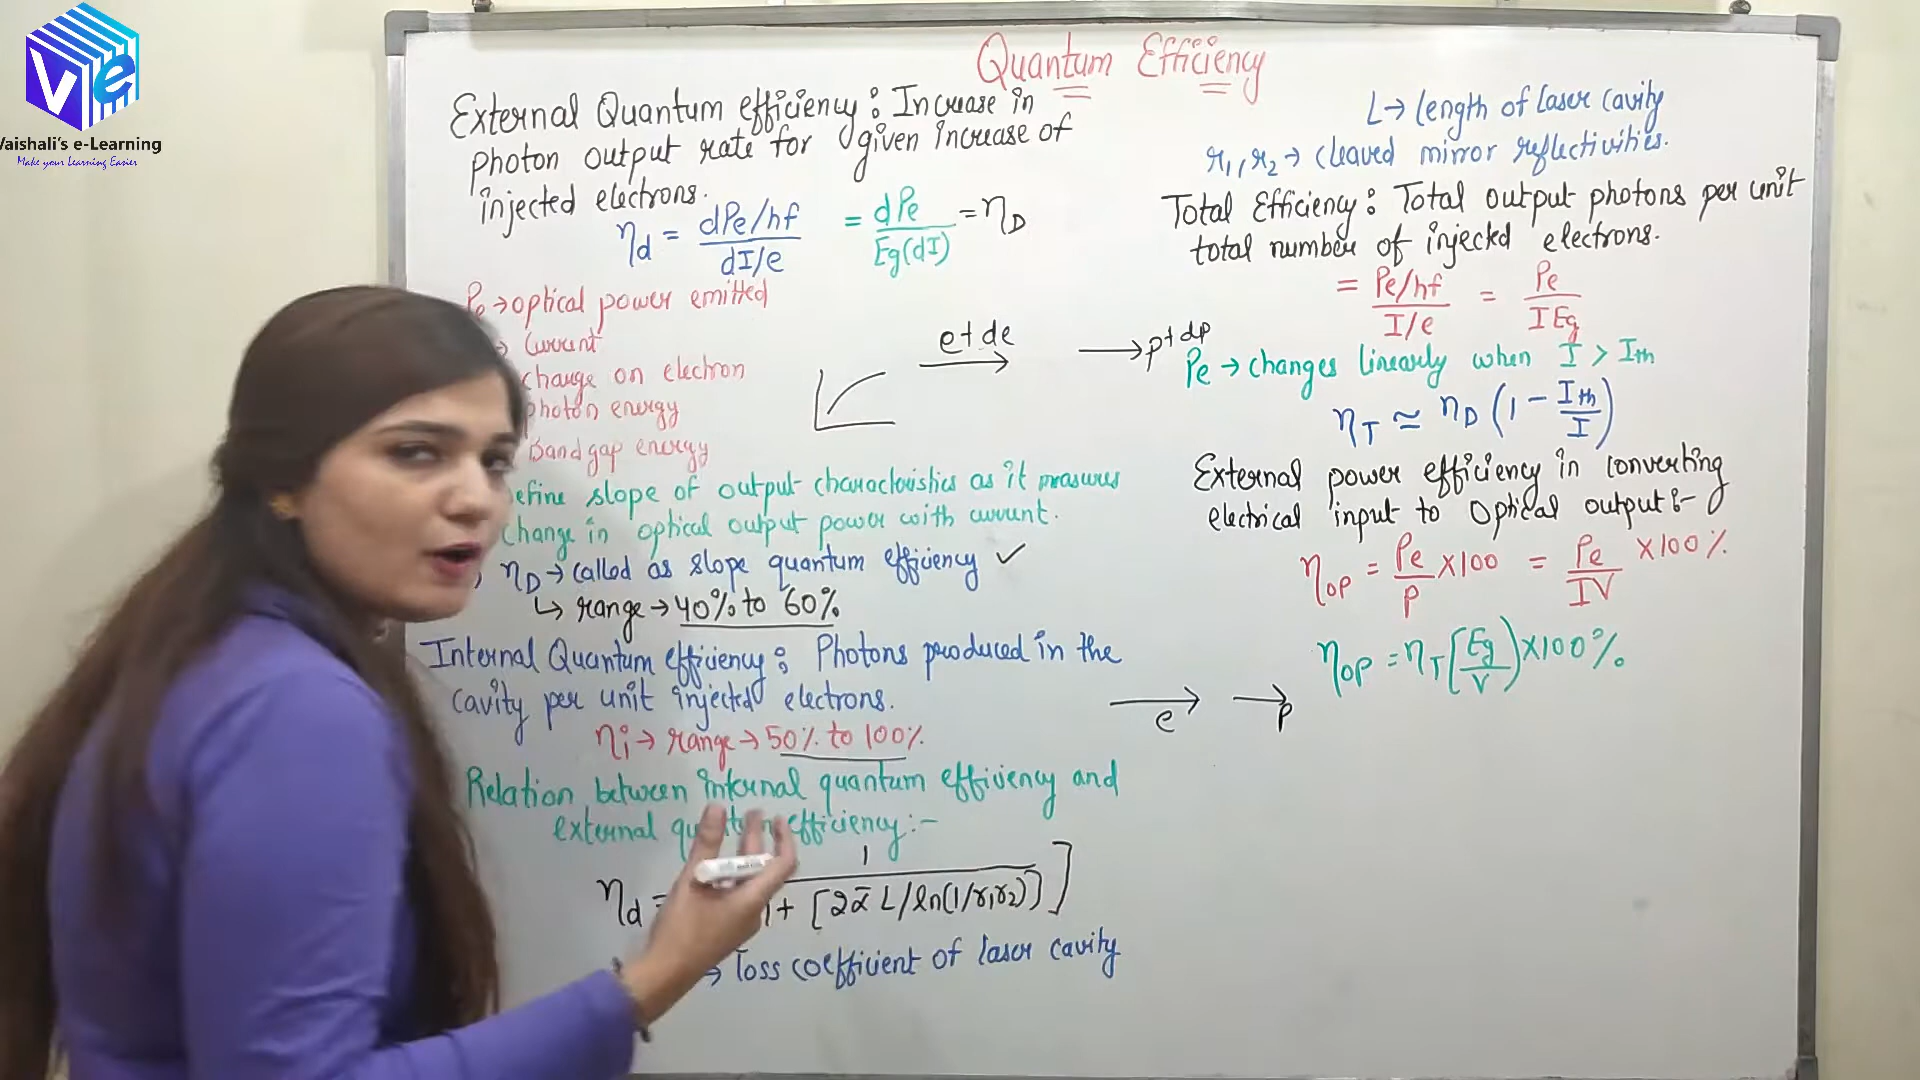 Ve
Vaishali's e-Learning
Make your Learning Easier
Quantum Efficiency
External Quantum efficiency: Increase in
photon output rate for given increase of
injected electrons.
ηd = dPe/hf / dI/e = dPe / Eg(dI) = ηD
Pe → optical power emitted
→ Current
charge on electron
photon energy
Bandgap energy
efine slope of output characteristics as it measures
change in optical output power with current.
ηD → called as slope quantum efficiency ✓
↳ range → 40% to 60%
e + de
→ p + dp
Internal Quantum efficiency: Photons produced in the
cavity per unit injected electrons.
ηi → range → 50% to 100%
e → p
Relation between internal quantum efficiency and
external quantum efficiency:-
ηd = 1 / 1 + [2ᾱL/ln(1/r1r2)]]
→ loss coefficient of laser cavity
L → length of laser cavity
r1, r2 → cleaved mirror reflectivities.
Total Efficiency: Total output photons per unit
total number of injected electrons.
= Pe/hf / I/e = Pe / I Eg
Pe → changes linearly when I > Ith
ηT ≃ ηD (1 - Ith/I)
External power efficiency in converting
electrical input to Optical output:-
ηop = Pe/P × 100 = Pe/IV × 100%
ηop = ηT [Eg/V) × 100%